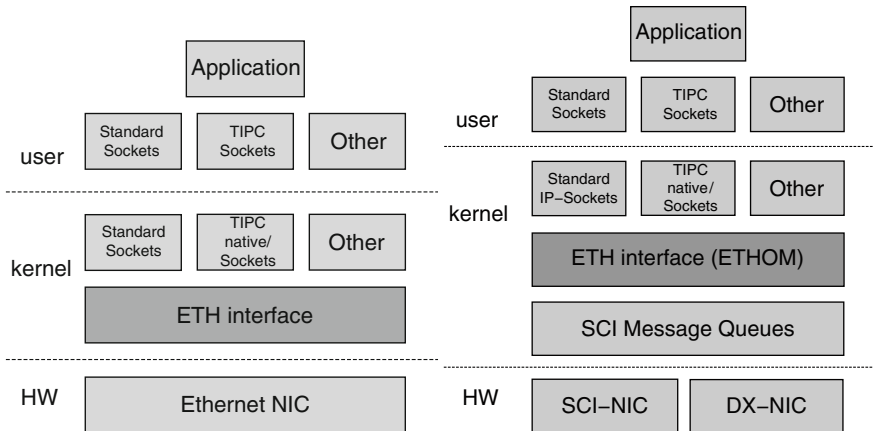 Application
Standard
Sockets
TIPC
Sockets
Other
user
Standard
Sockets
TIPC
native/
Sockets
Other
kernel
ETH interface
HW
Ethernet NIC
Application
Standard
Sockets
TIPC
Sockets
Other
user
Standard
IP–Sockets
TIPC
native/
Sockets
Other
kernel
ETH interface (ETHOM)
SCI Message Queues
HW
SCI–NIC
DX–NIC